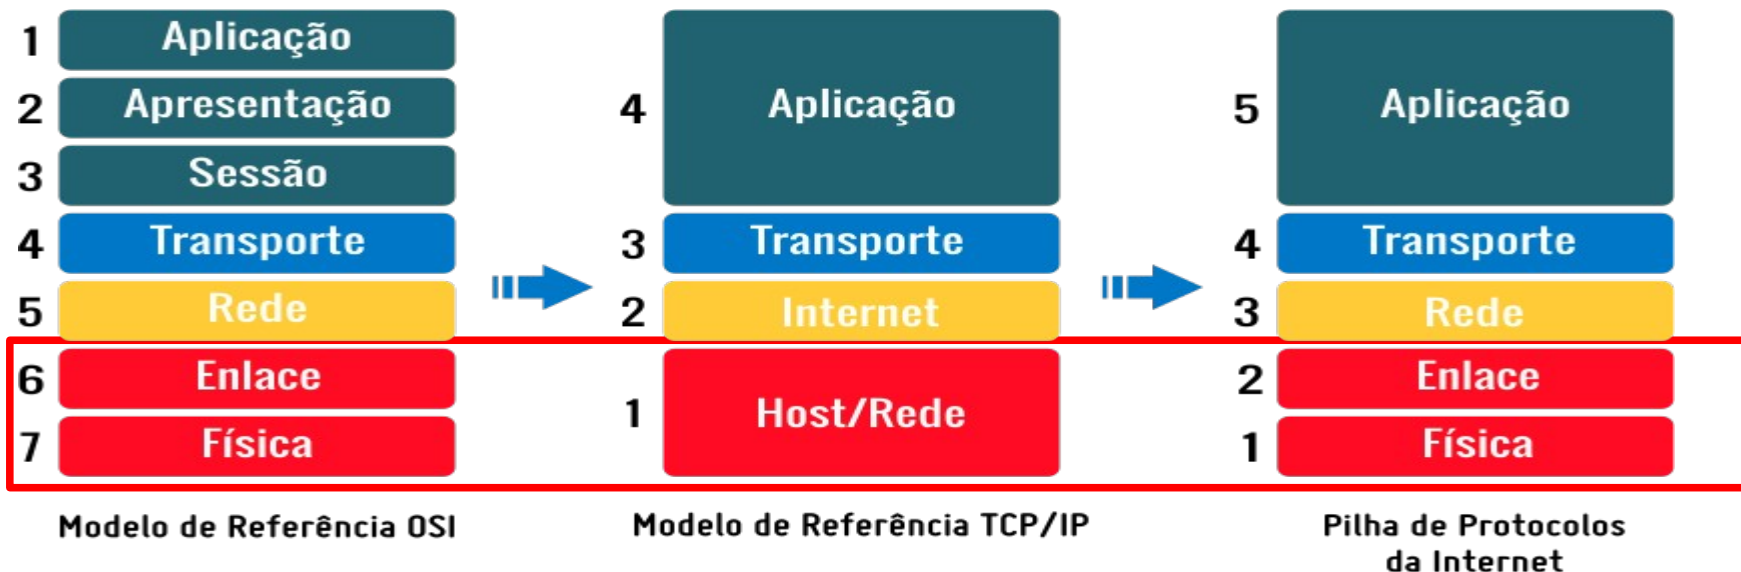 1 Aplicação
2 Apresentação
3 Sessão
4 Transporte
5 Rede
6 Enlace
7 Física
Modelo de Referência OSI
4 Aplicação
3 Transporte
2 Internet
1 Host/Rede
Modelo de Referência TCP/IP
5 Aplicação
4 Transporte
3 Rede
2 Enlace
1 Física
Pilha de Protocolos
da Internet